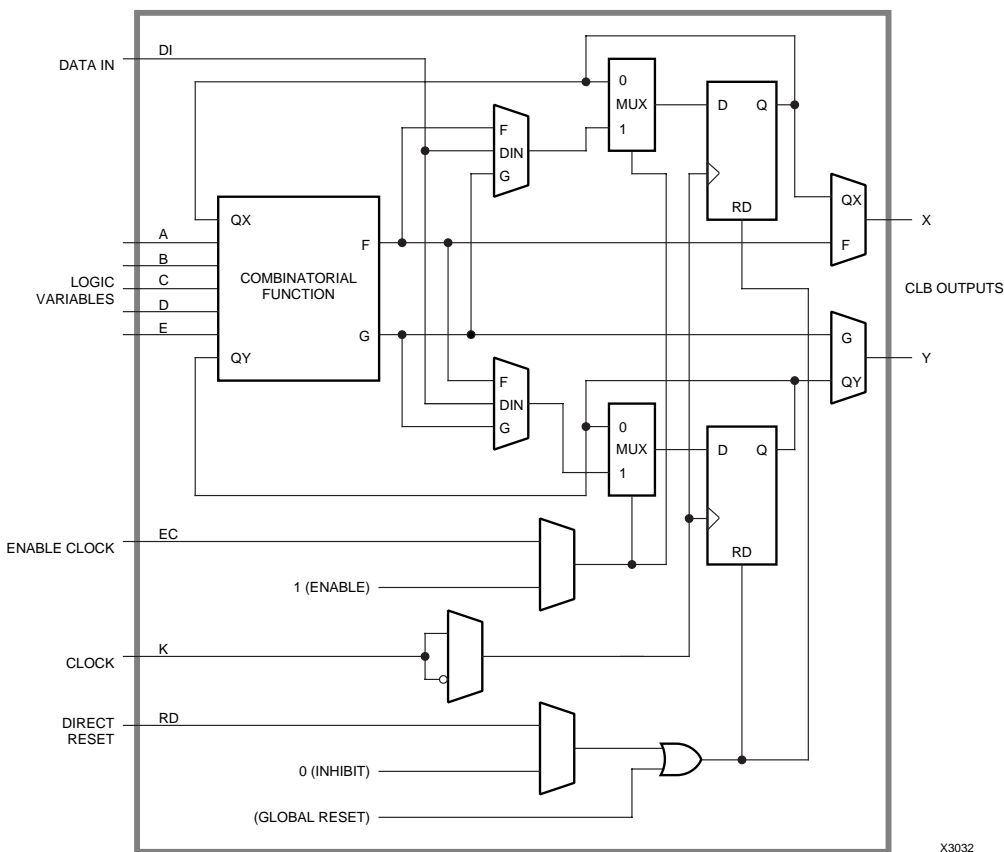 DI
DATA IN
0
MUX
1
D Q
RD
F
DIN
G
QX
A
B
C
D
E
QY
LOGIC
VARIABLES
COMBINATORIAL
FUNCTION
F
G
QX
F
X
CLB OUTPUTS
G
QY
Y
F
DIN
G
0
MUX
1
D Q
RD
EC
ENABLE CLOCK
1 (ENABLE)
K
CLOCK
RD
DIRECT
RESET
0 (INHIBIT)
(GLOBAL RESET)
X3032